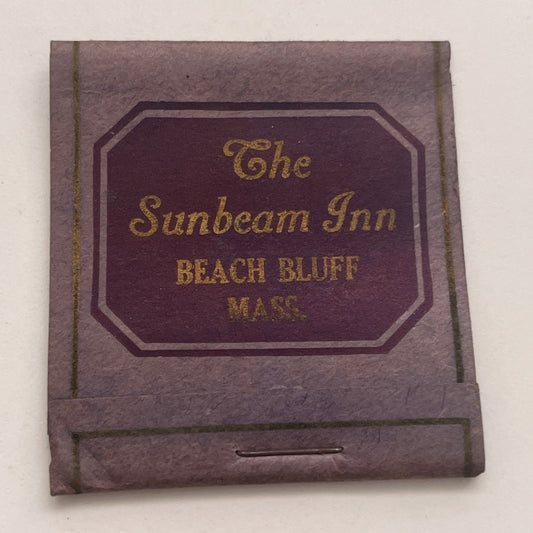 The
Sunbeam Inn
BEACH BLUFF
MASS.